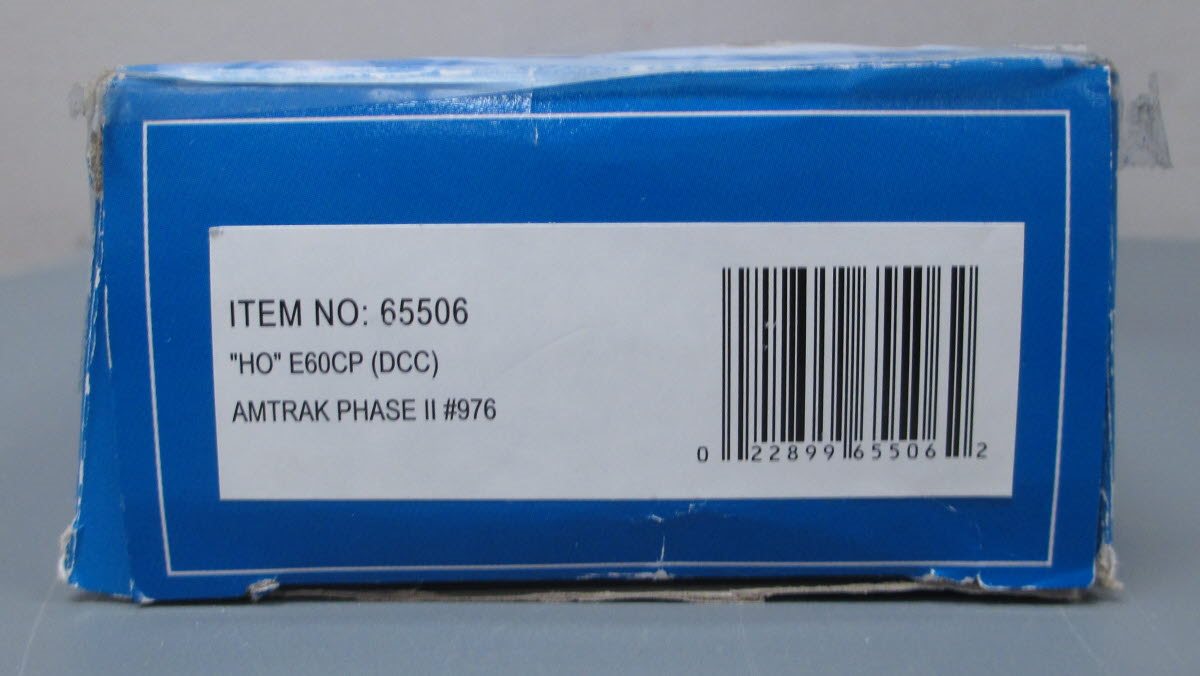 ITEM NO: 65506
"HO" E60CP (DCC)
AMTRAK PHASE II #976
0 22899 65506 2